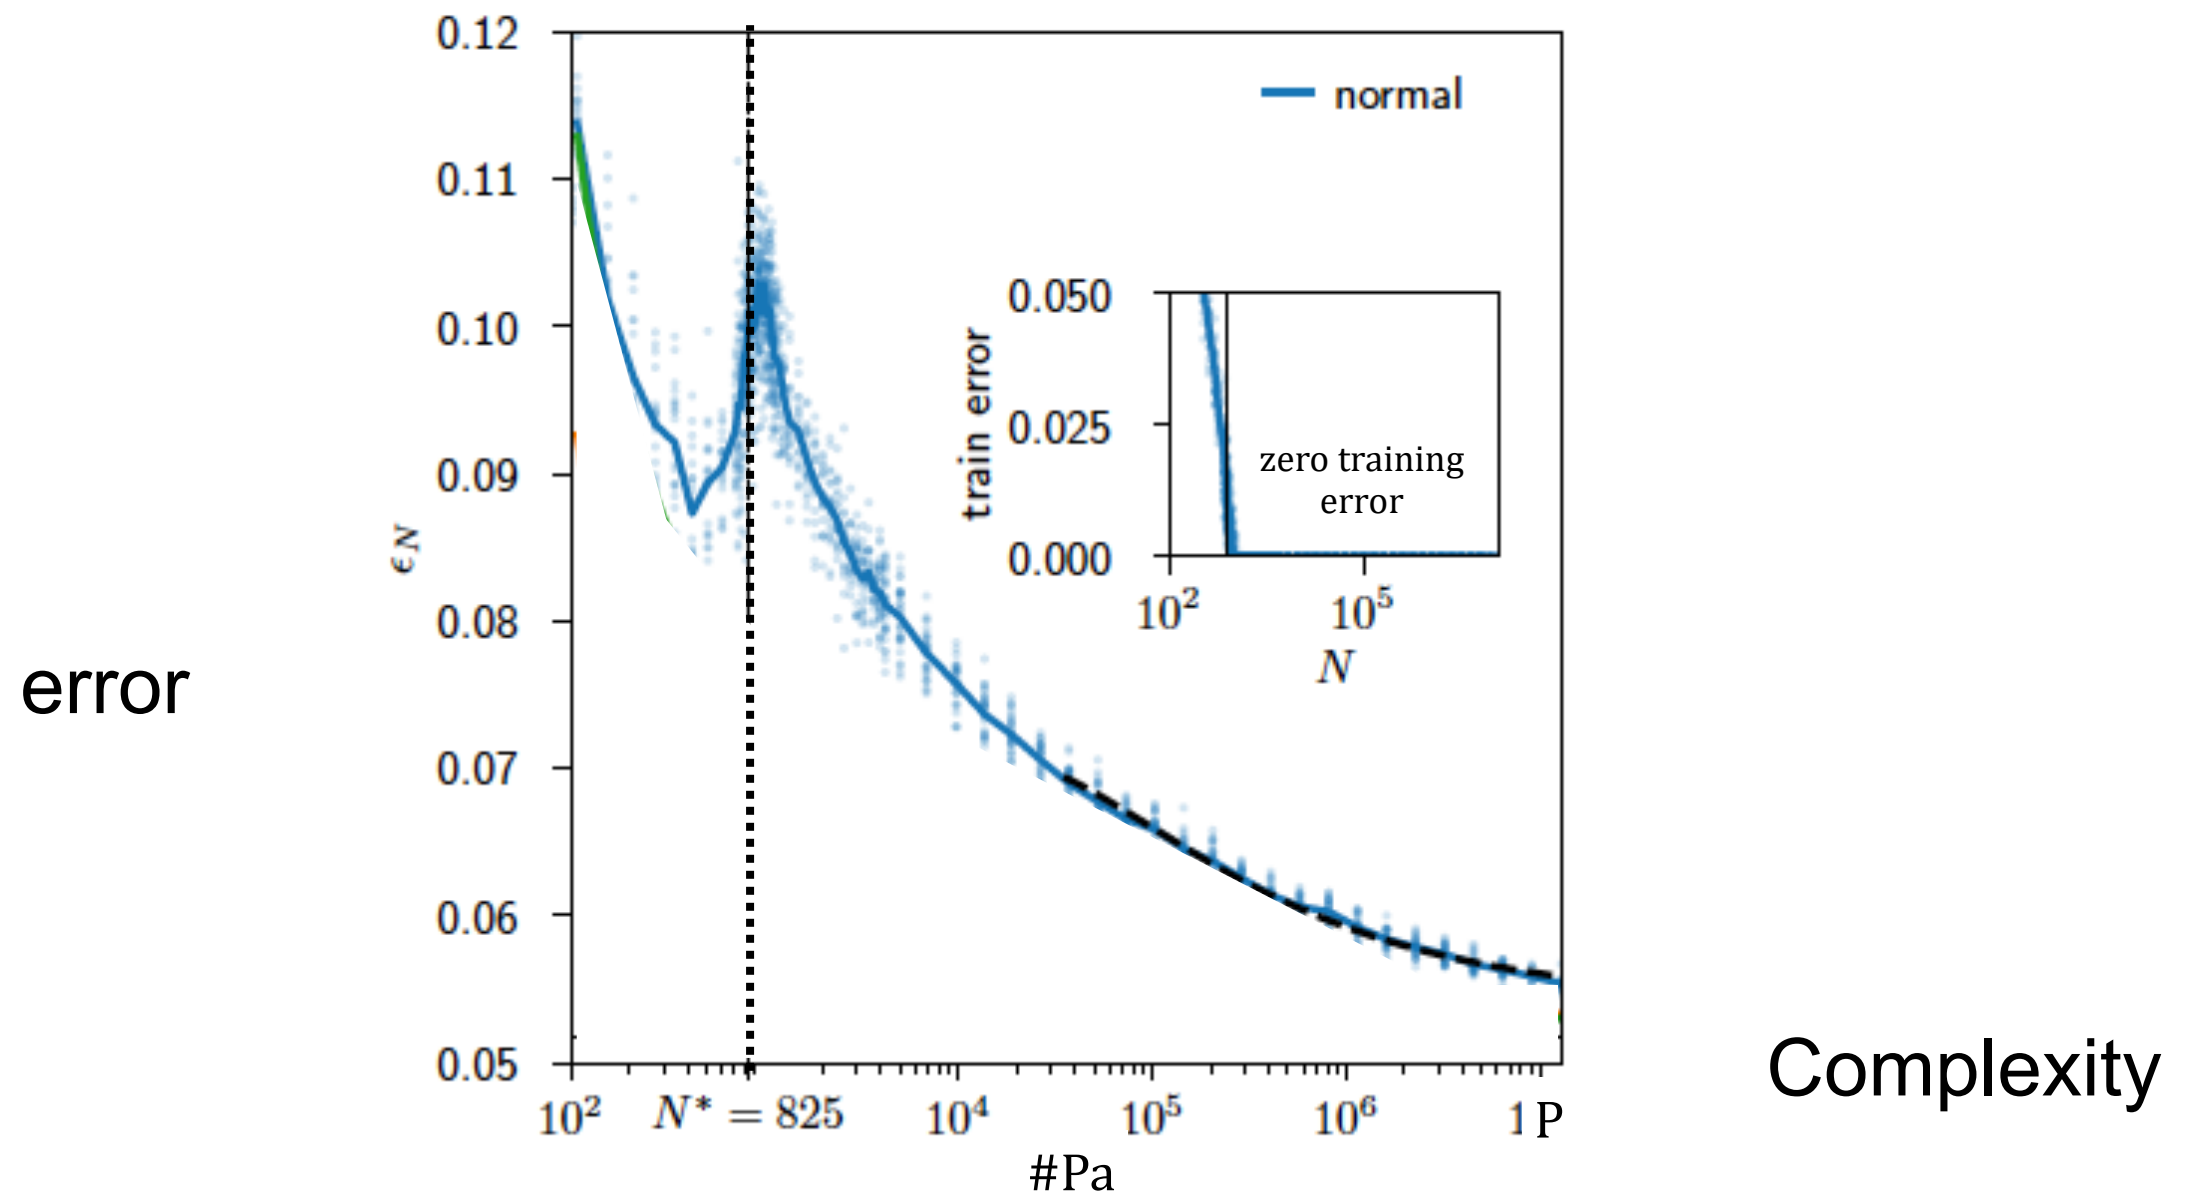 0.12
normal
0.11
0.10
0.09
0.08
0.07
0.06
0.05
ϵN
error
0.050
0.025
0.000
train error
zero training
error
10² 10⁵
N
Complexity
10² N* = 825 10⁴ 10⁵ 10⁶ 1 P
#Pa